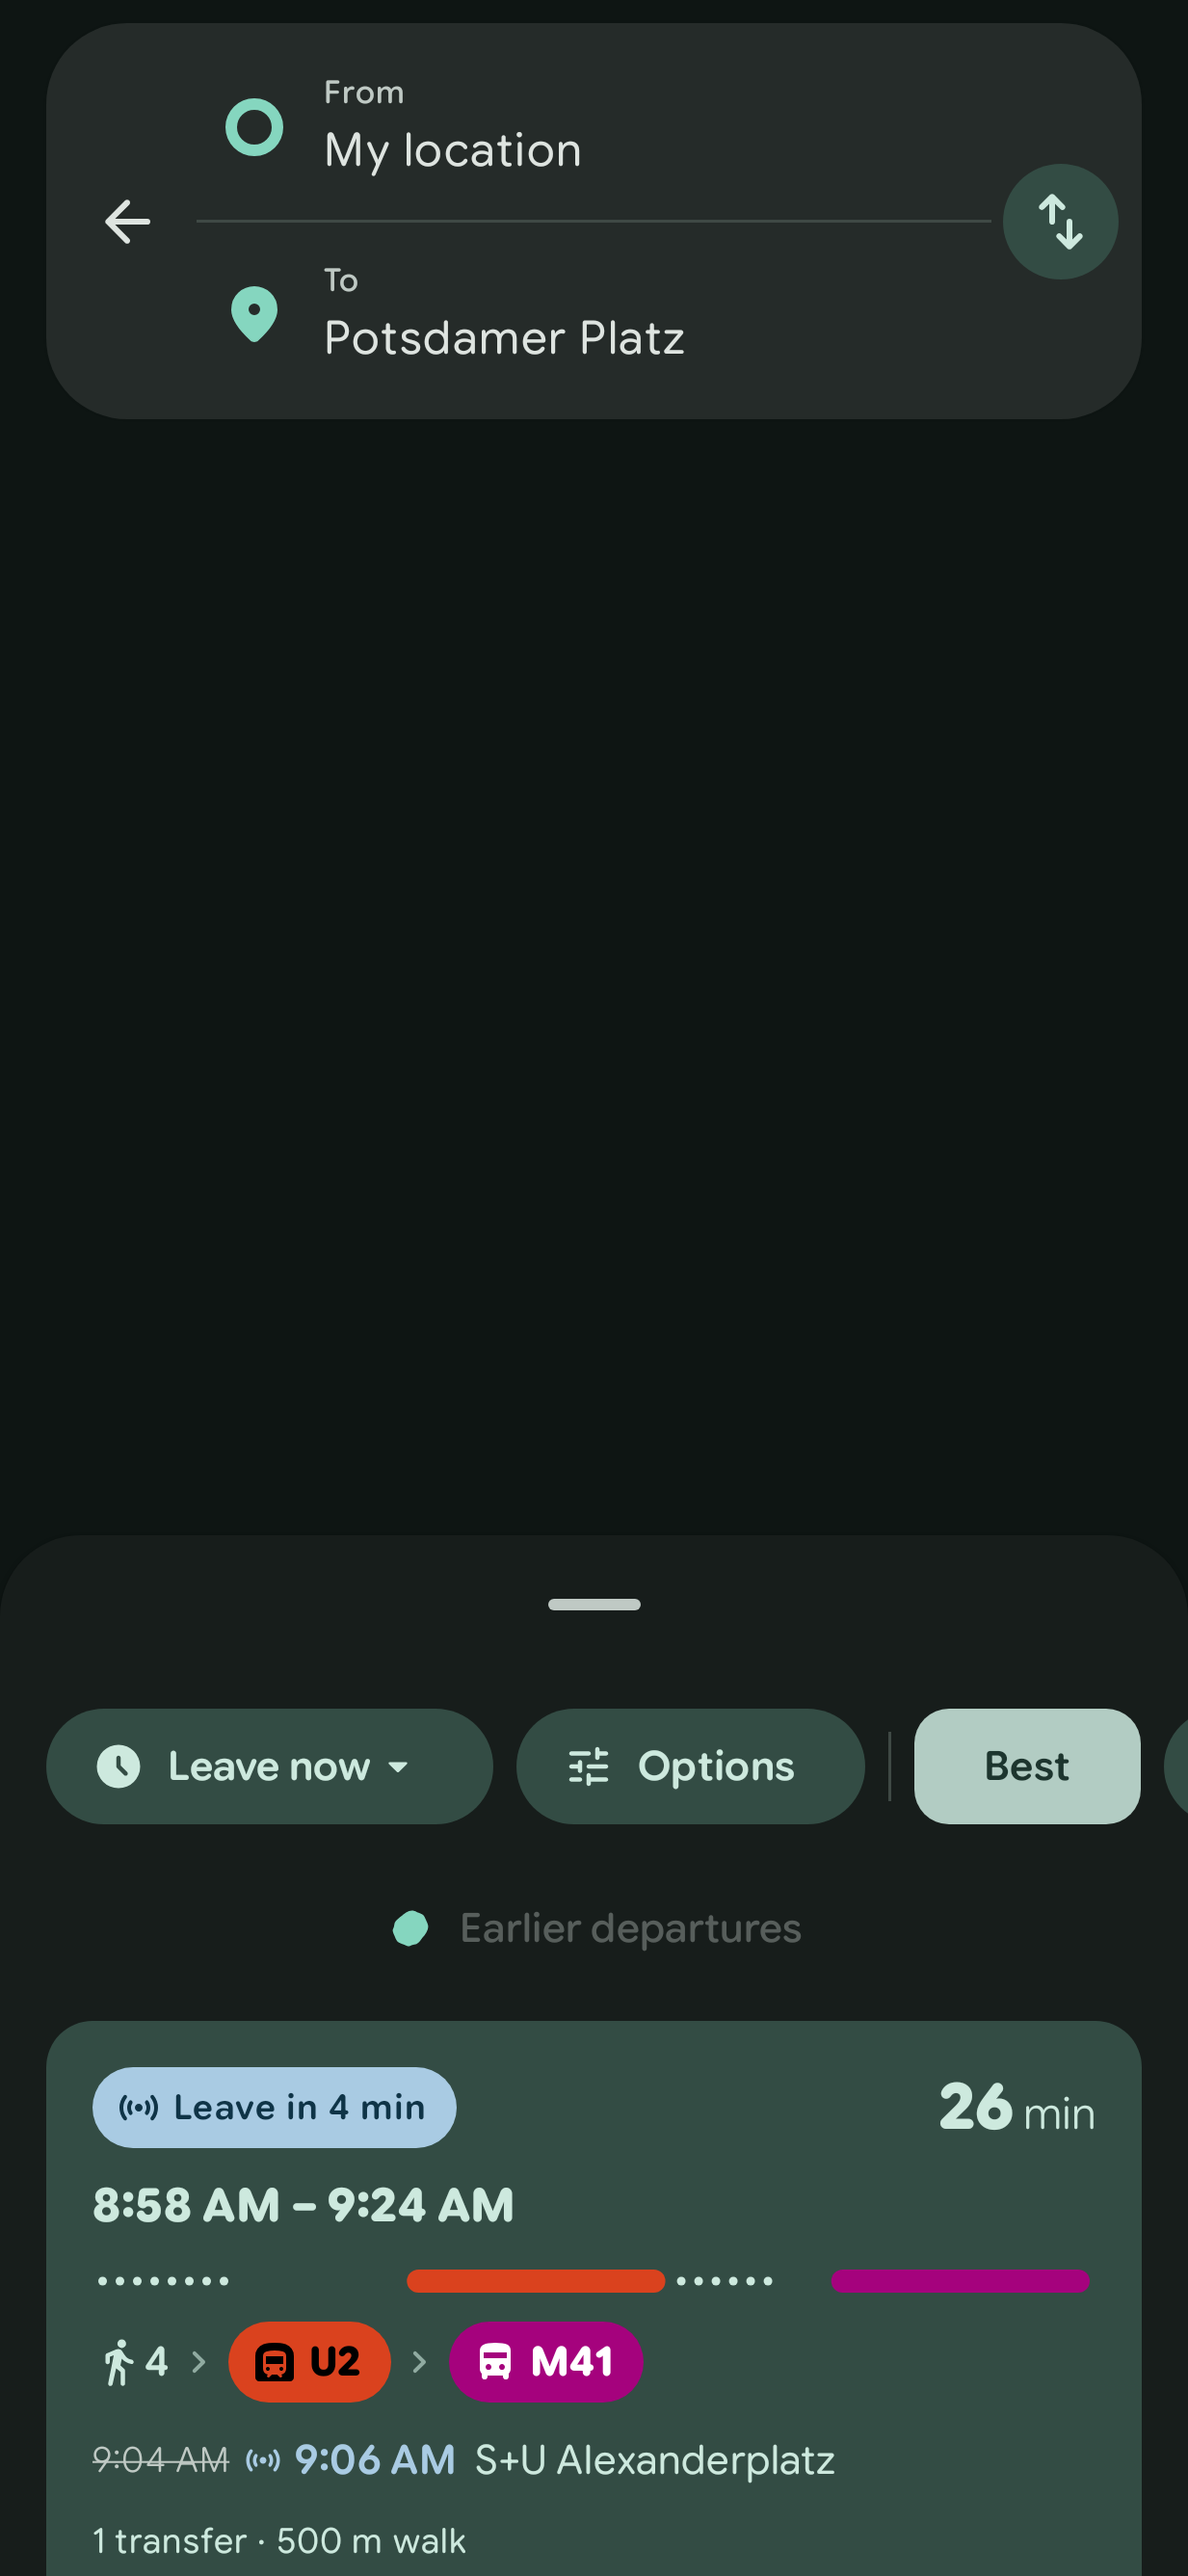 From
My location
To
Potsdamer Platz
Leave now
Options
Best
Earlier departures
Leave in 4 min
26 min
8:58 AM – 9:24 AM
4 U2 M41
9:04 AM 9:06 AM S+U Alexanderplatz
1 transfer · 500 m walk